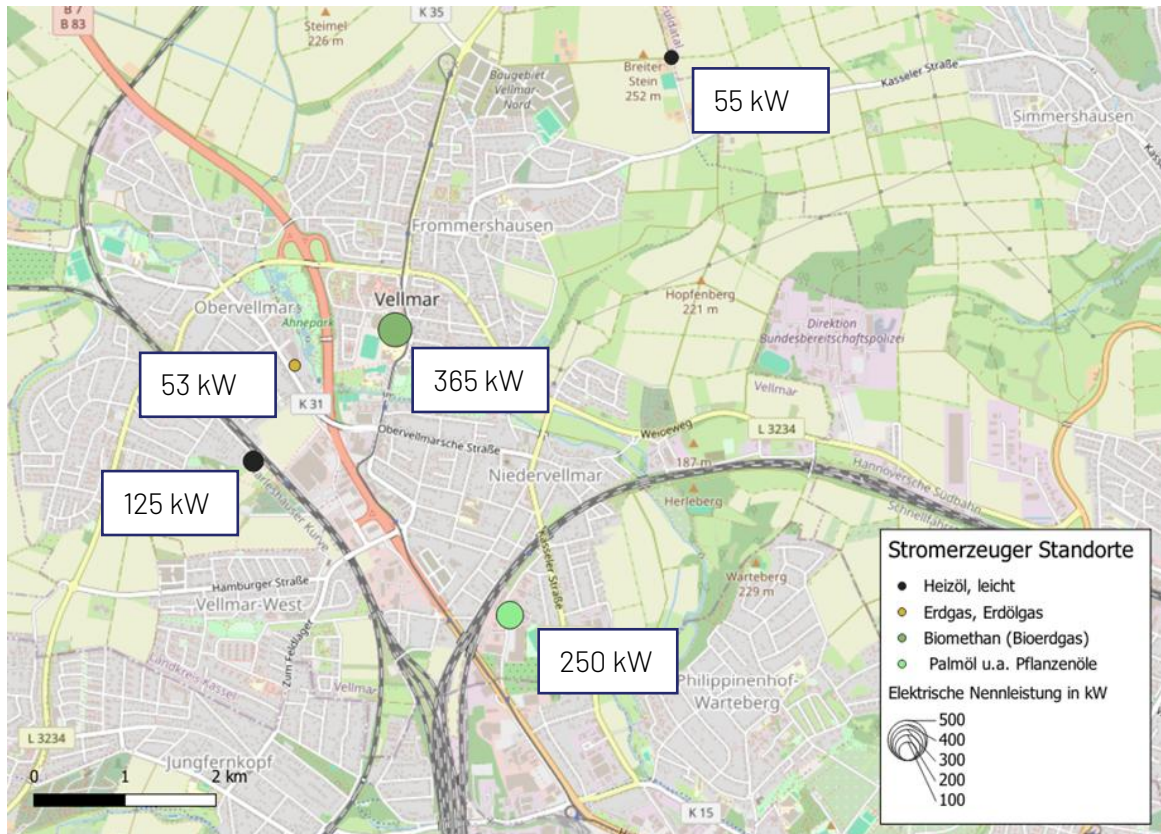 B 7
B 83
Steimel
226 m
K 35
Fuldatal
Breiter
Stein
252 m
55 kW
Kasseler Straße
Baugebiet
Vellmar-
Nord
Simmershausen
Frommershausen
Obervellmar
Vellmar
Ahnepark
Hopfenberg
221 m
Direktion
Bundesbereitschaftspolizei
53 kW
365 kW
K 31
Vellmar
Obervellmarsche Straße
Weideweg
L 3234
Niedervellmar
187 m
Herleberg
Hannoversche Südbahn
125 kW
Hamburger Straße
Vellmar-West
Zum Feldlager
Kasseler Straße
Warteberg
229 m
Landkreis Kassel
Vellmar
250 kW
Philippinenhof-
Warteberg
L 3234
Jungfernkopf
0 1 2 km
K 15
Stromerzeuger Standorte
Heizöl, leicht
Erdgas, Erdölgas
Biomethan (Bioerdgas)
Palmöl u.a. Pflanzenöle
Elektrische Nennleistung in kW
500
400
300
200
100